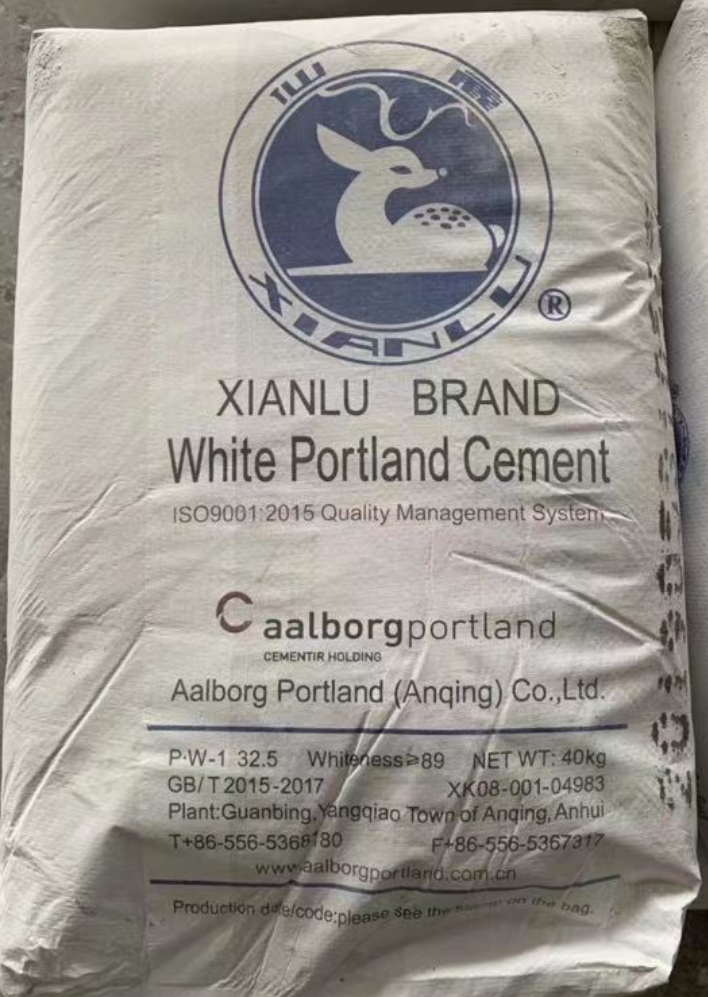 仙鹿
XIANLU
®
XIANLU BRAND
White Portland Cement
ISO9001:2015 Quality Management System
aalborgportland
CEMENTIR HOLDING
Aalborg Portland (Anqing) Co.,Ltd.
P·W-1 32.5 Whiteness≥89 NET WT: 40kg
GB/T 2015-2017 XK08-001-04983
Plant:Guanbing,Yangqiao Town of Anqing,Anhui
T+86-556-5368180 F+86-556-5367317
www.aalborgportland.com.cn
Production date/code:please see the stamp on the bag.